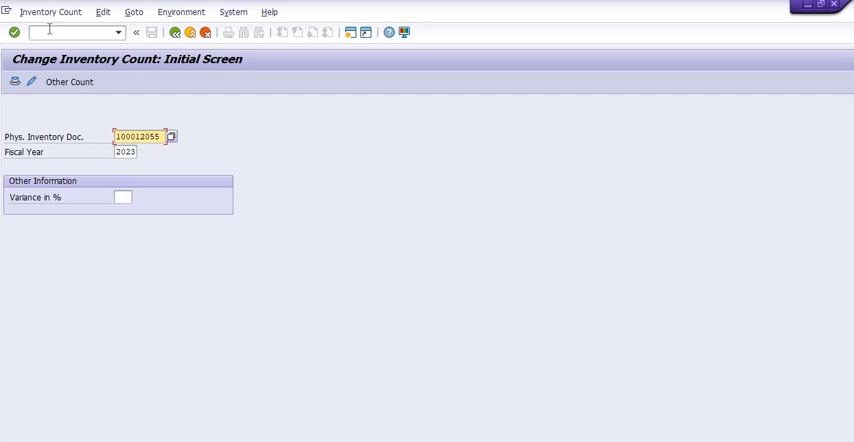 Inventory Count Edit Goto Environment System Help
Change Inventory Count: Initial Screen
Other Count
Phys. Inventory Doc. 100012055
Fiscal Year 2023
Other Information
Variance in %